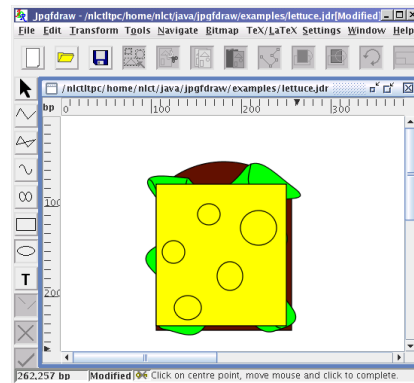 Jpgfdraw - /nlctltpc/home/nlct/java/jpgfdraw/examples/lettuce.jdr[Modified]
File Edit Transform Tools Navigate Bitmap TeX/LaTeX Settings Window Help
/nlctltpc/home/nlct/java/jpgfdraw/examples/lettuce.jdr
bp 0 100 200 300
100
T
200
262,257 bp Modified Click on centre point, move mouse and click to complete.